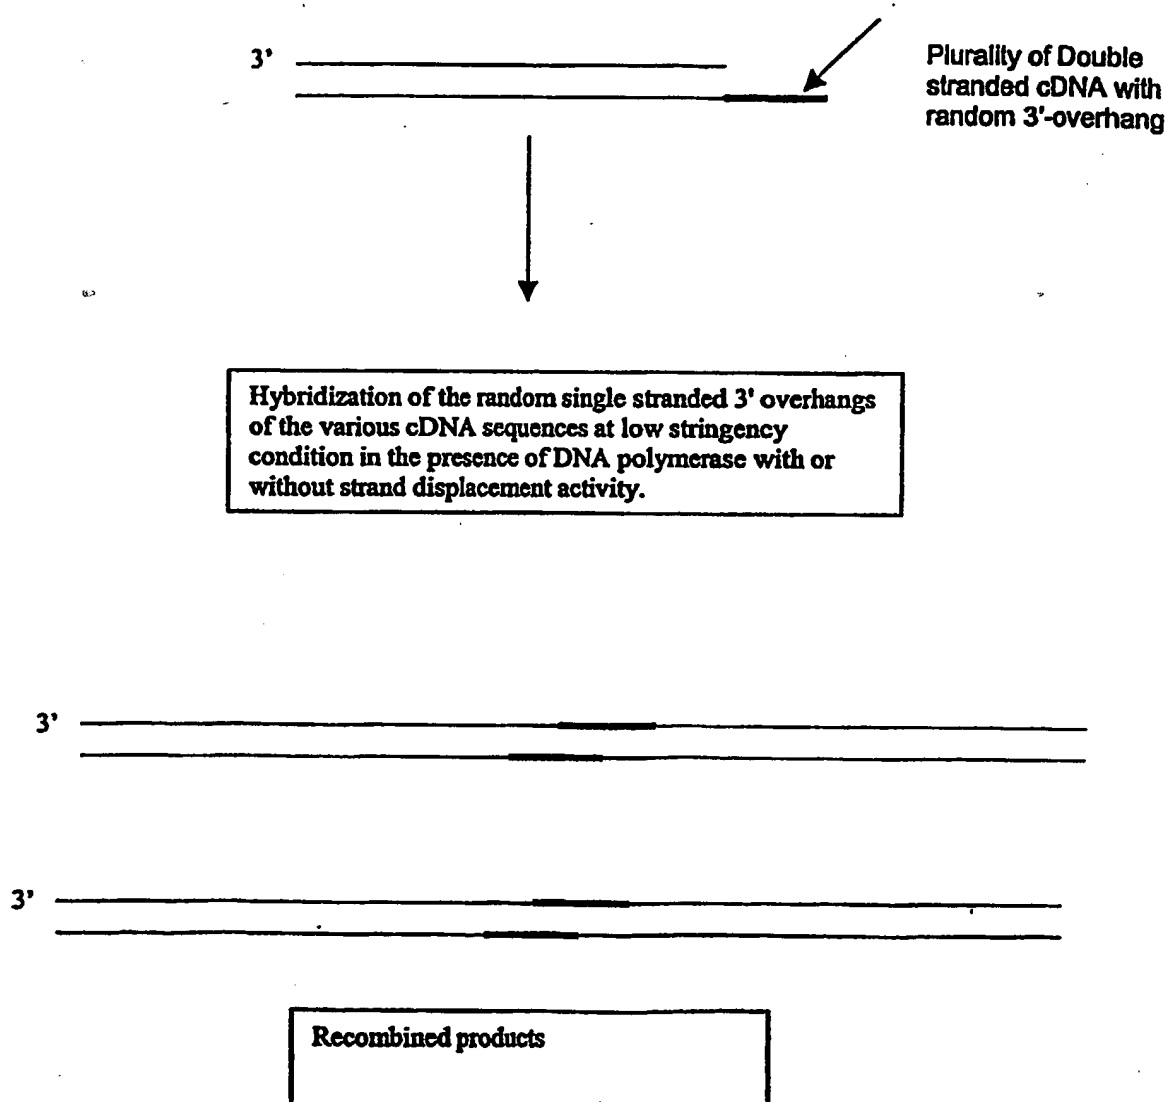 3'
Plurality of Double
stranded cDNA with
random 3'-overhang
Hybridization of the random single stranded 3' overhangs
of the various cDNA sequences at low stringency
condition in the presence of DNA polymerase with or
without strand displacement activity.
3'
3'
Recombined products